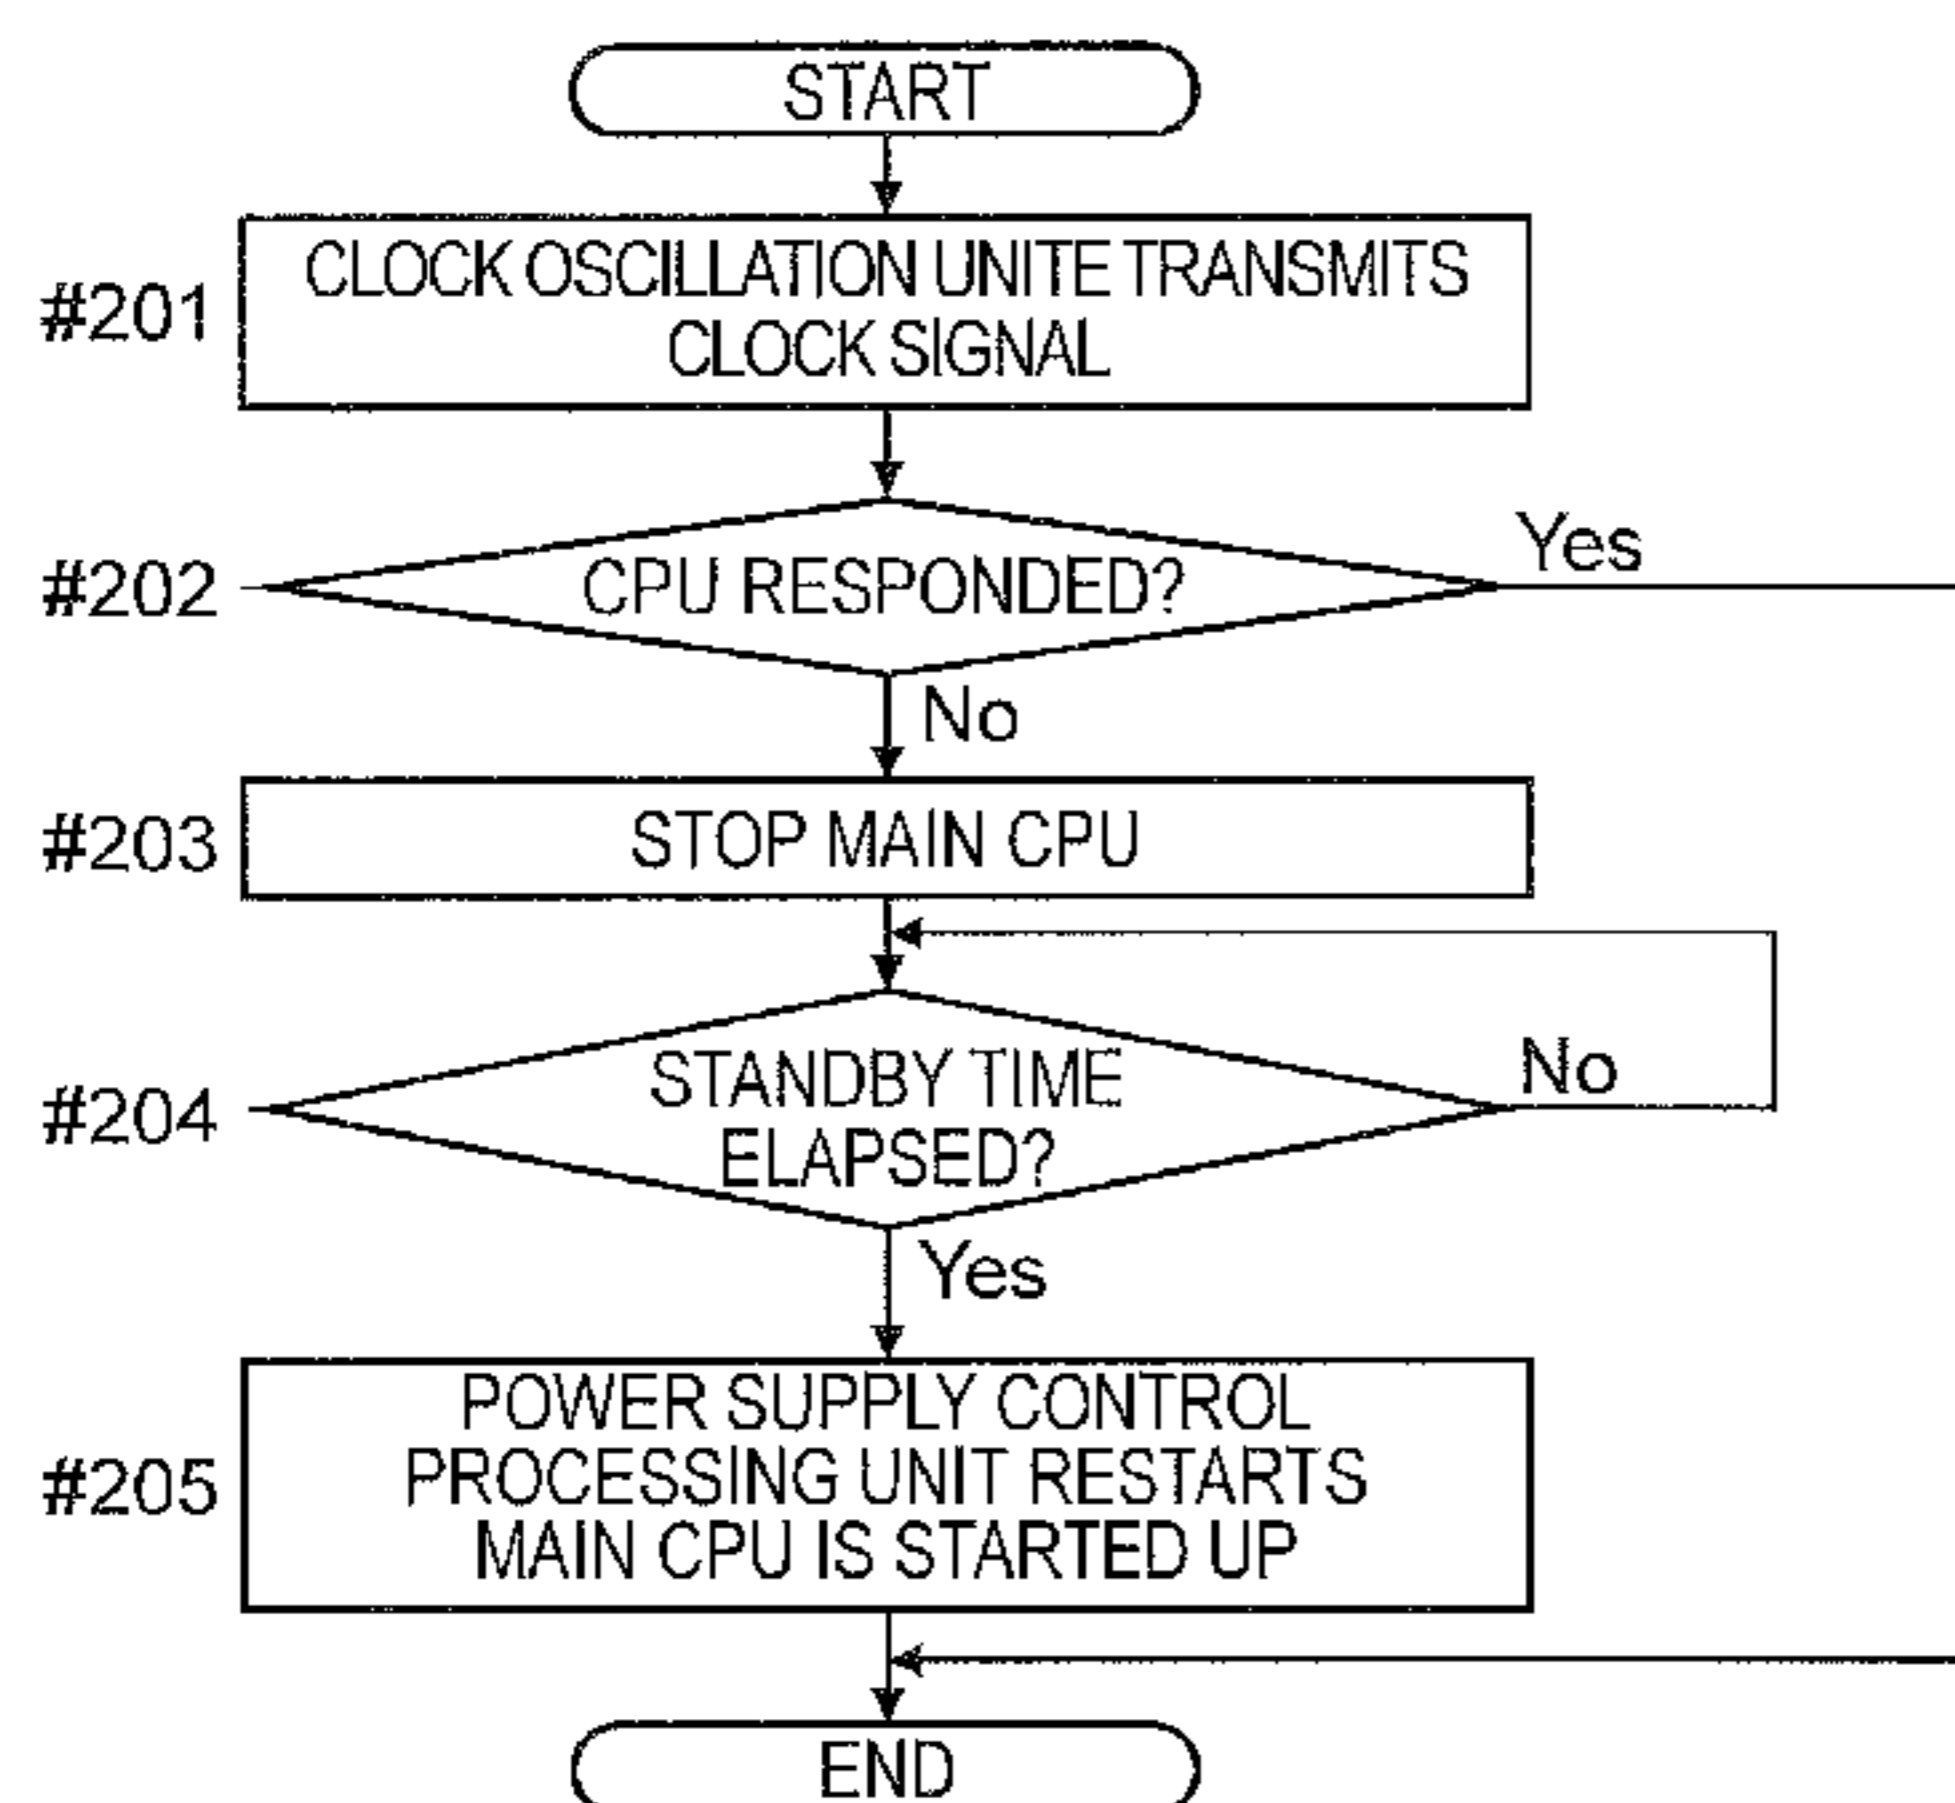 START
#201
CLOCK OSCILLATION UNITE TRANSMITS
CLOCK SIGNAL
#202
CPU RESPONDED?
Yes
No
#203
STOP MAIN CPU
#204
STANDBY TIME
ELAPSED?
No
Yes
#205
POWER SUPPLY CONTROL
PROCESSING UNIT RESTARTS
MAIN CPU IS STARTED UP
END